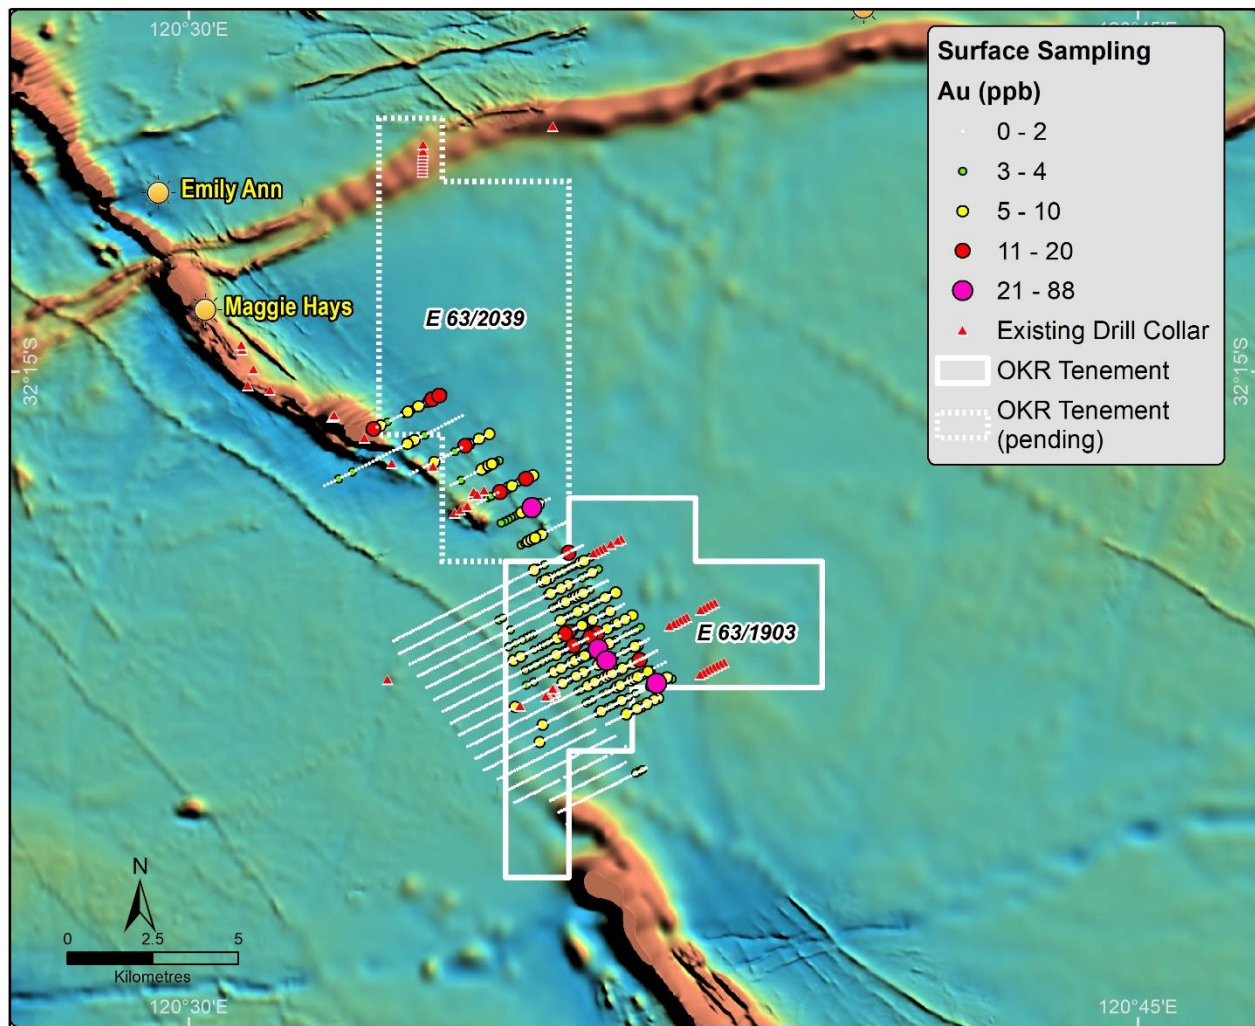 120°30'E
120°45'E
Surface Sampling
Au (ppb)
0 - 2
3 - 4
5 - 10
11 - 20
21 - 88
Existing Drill Collar
OKR Tenement
OKR Tenement
(pending)
Emily Ann
Maggie Hays
E 63/2039
32°15'S
32°15'S
E 63/1903
N
0 2.5 5
Kilometres
120°30'E
120°45'E